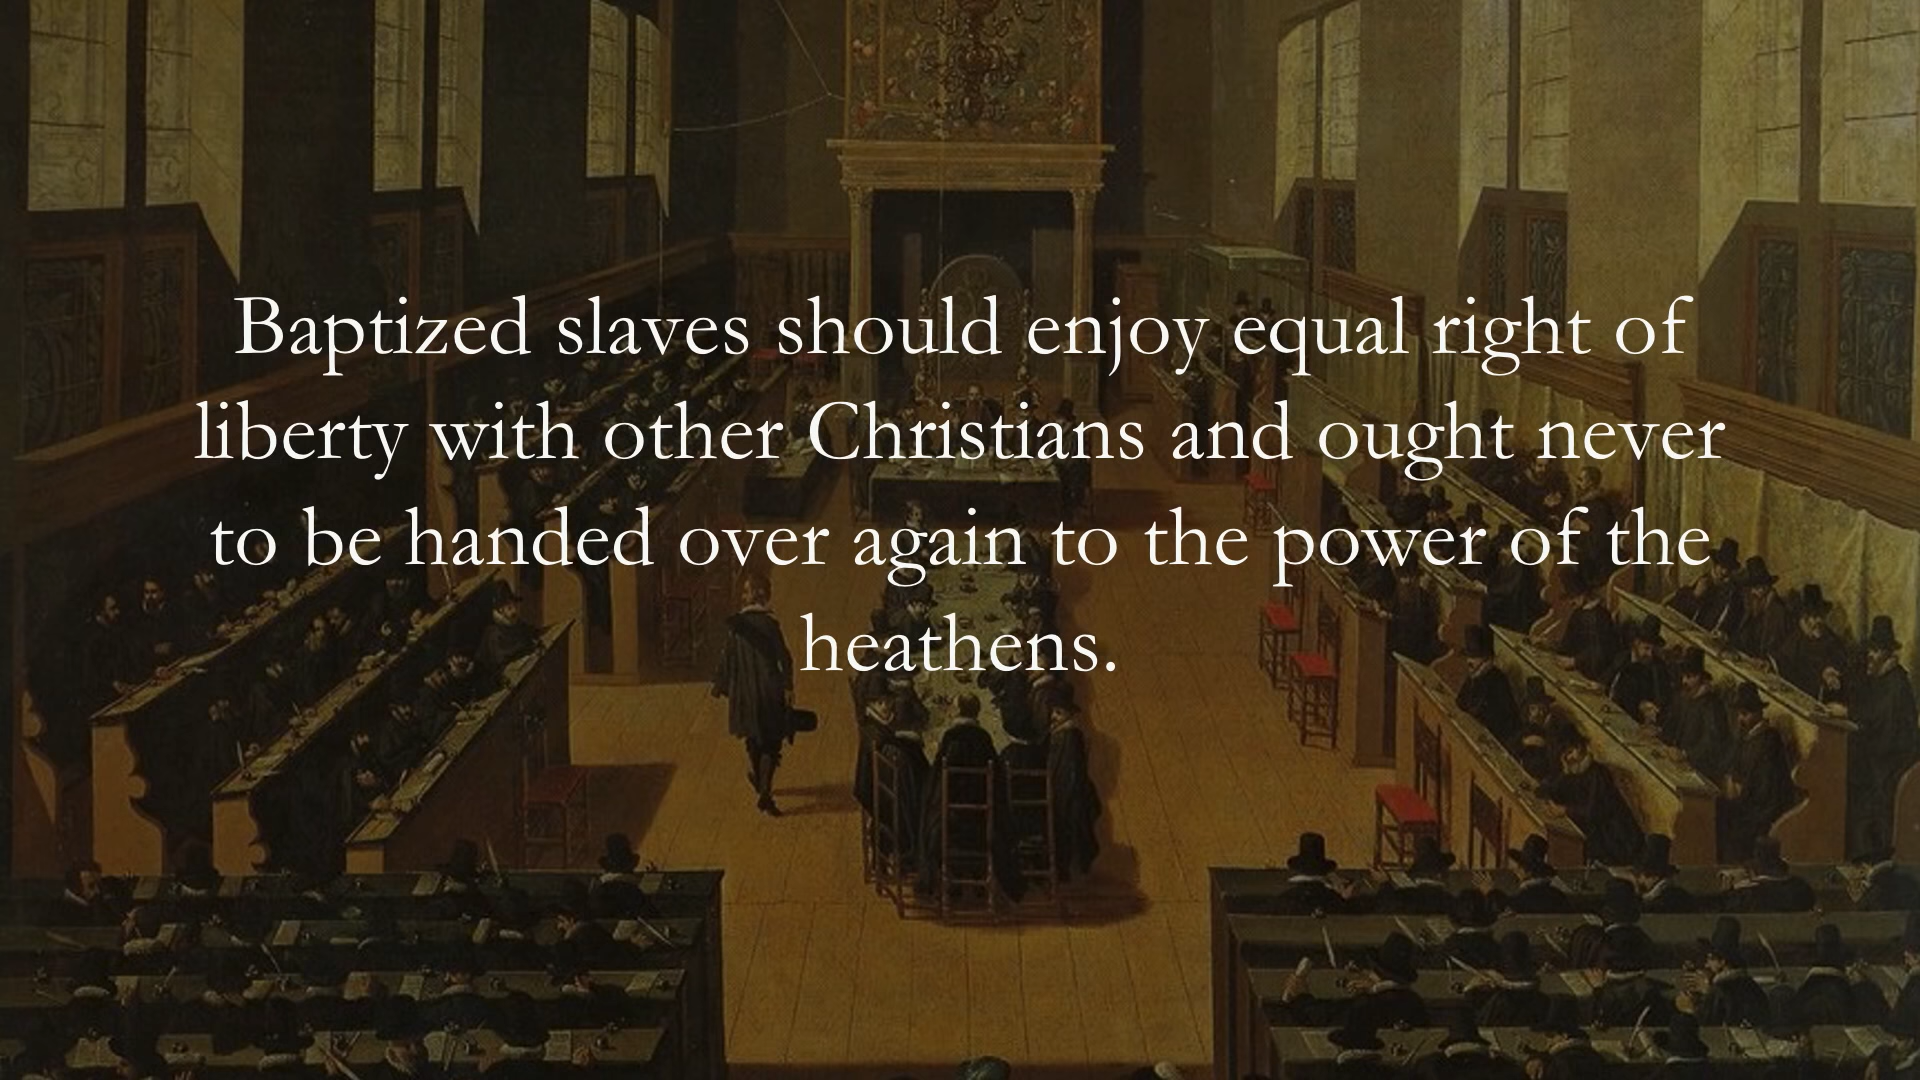 Baptized slaves should enjoy equal right of
liberty with other Christians and ought never
to be handed over again to the power of the
heathens.